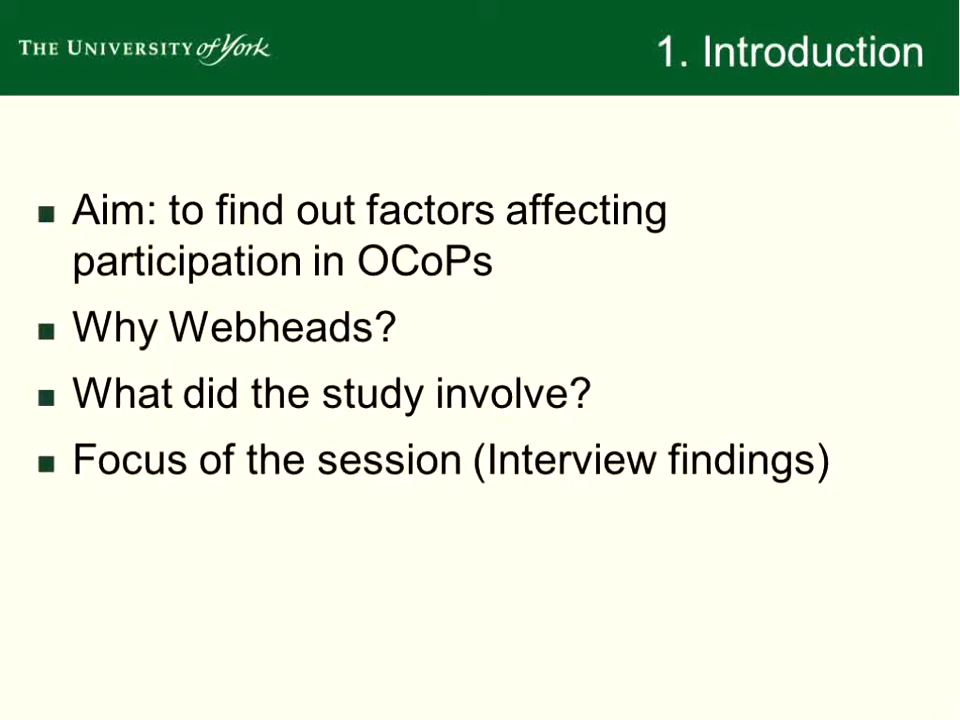 THE UNIVERSITY of York
1. Introduction
Aim: to find out factors affecting
participation in OCoPs
Why Webheads?
What did the study involve?
Focus of the session (Interview findings)